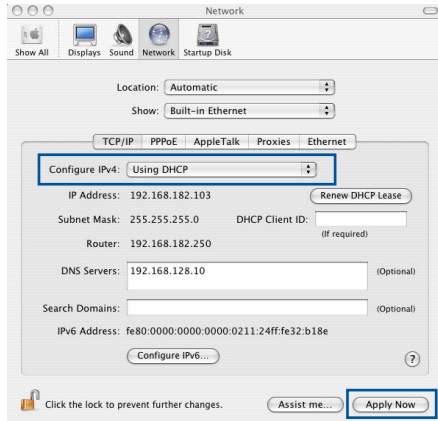 Network
Show All Displays Sound Network Startup Disk
Location: Automatic
Show: Built-in Ethernet
TCP/IP PPPoE AppleTalk Proxies Ethernet
Configure IPv4: Using DHCP
IP Address: 192.168.182.103 Renew DHCP Lease
Subnet Mask: 255.255.255.0 DHCP Client ID:
(If required)
Router: 192.168.182.250
DNS Servers: 192.168.128.10 (Optional)
Search Domains: (Optional)
IPv6 Address: fe80:0000:0000:0000:0211:24ff:fe32:b18e
Configure IPv6... ?
Click the lock to prevent further changes. Assist me... Apply Now